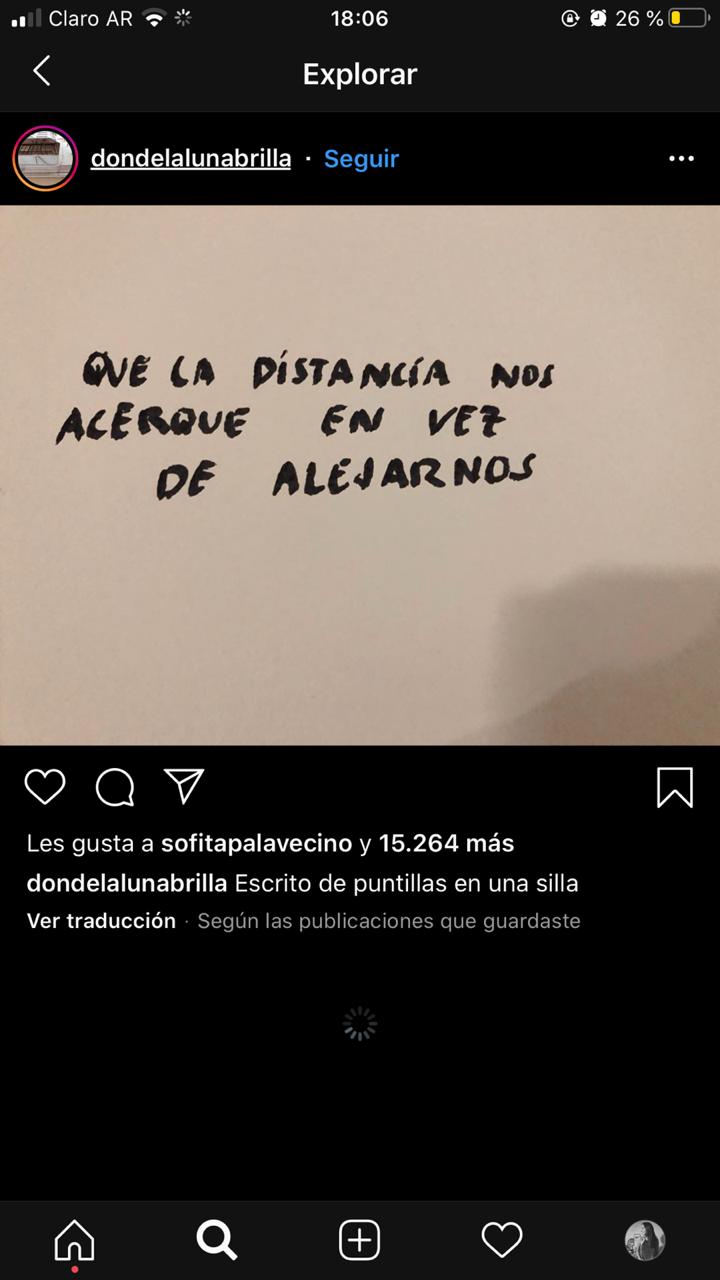 Claro AR 18:06 26 %
Explorar
dondelalunabrilla · Seguir
QUE LA DISTANCIA NOS
ACERQUE EN VEZ
DE ALEJARNOS
Les gusta a sofitapalavecino y 15.264 más
dondelalunabrilla Escrito de puntillas en una silla
Ver traducción · Según las publicaciones que guardaste